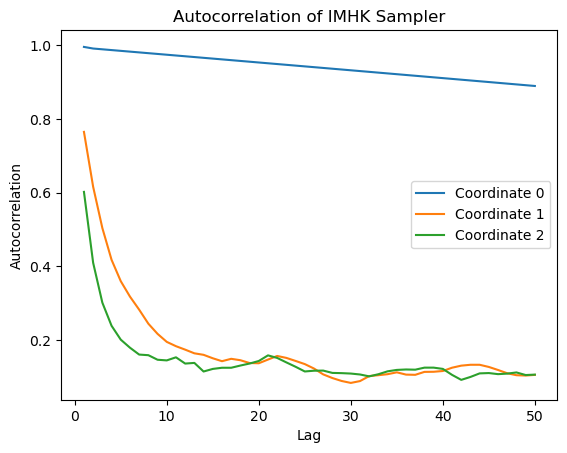 Autocorrelation of IMHK Sampler
Autocorrelation
1.0
0.8
0.6
0.4
0.2
Coordinate 0
Coordinate 1
Coordinate 2
0
10
20
30
40
50
Lag